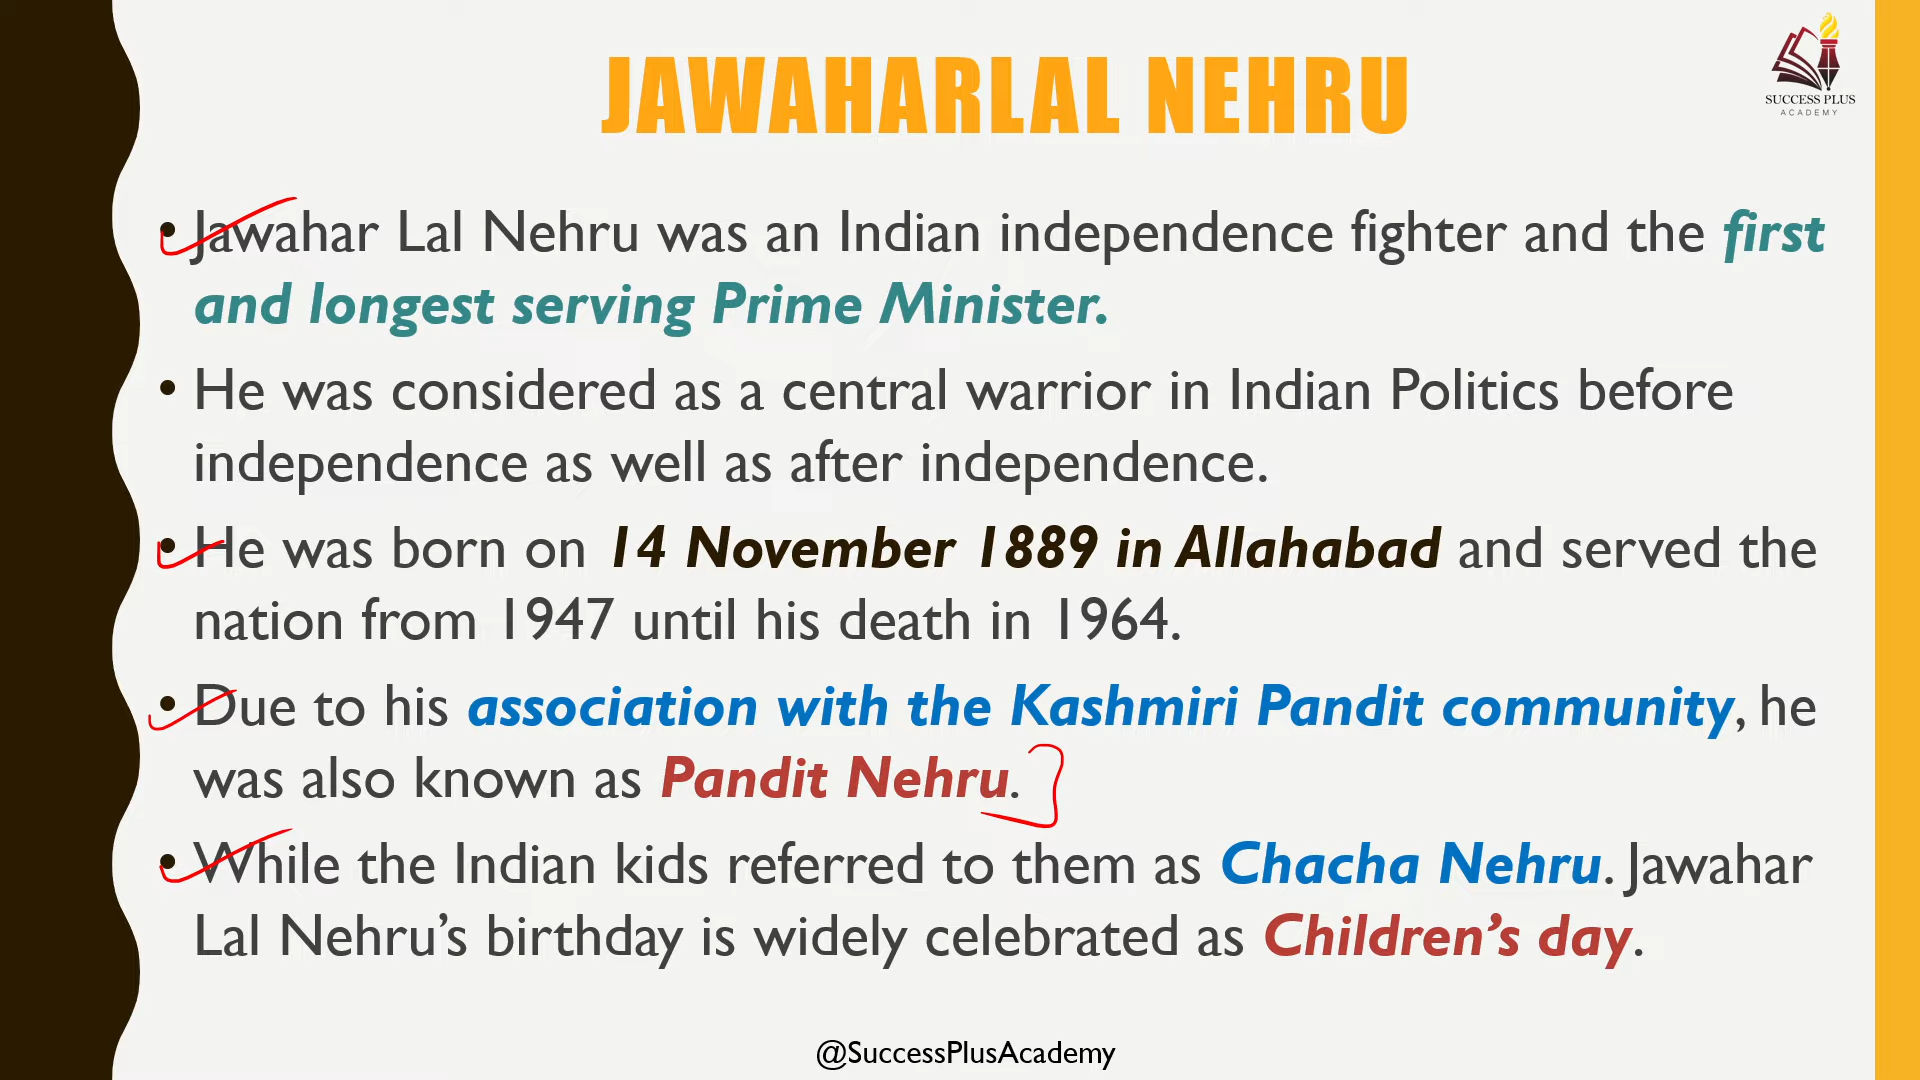 JAWAHARLAL NEHRU
SUCCESS PLUS
ACADEMY
• Jawahar Lal Nehru was an Indian independence fighter and the first
and longest serving Prime Minister.
• He was considered as a central warrior in Indian Politics before
independence as well as after independence.
• He was born on 14 November 1889 in Allahabad and served the
nation from 1947 until his death in 1964.
• Due to his association with the Kashmiri Pandit community, he
was also known as Pandit Nehru.
• While the Indian kids referred to them as Chacha Nehru. Jawahar
Lal Nehru’s birthday is widely celebrated as Children’s day.
@SuccessPlusAcademy